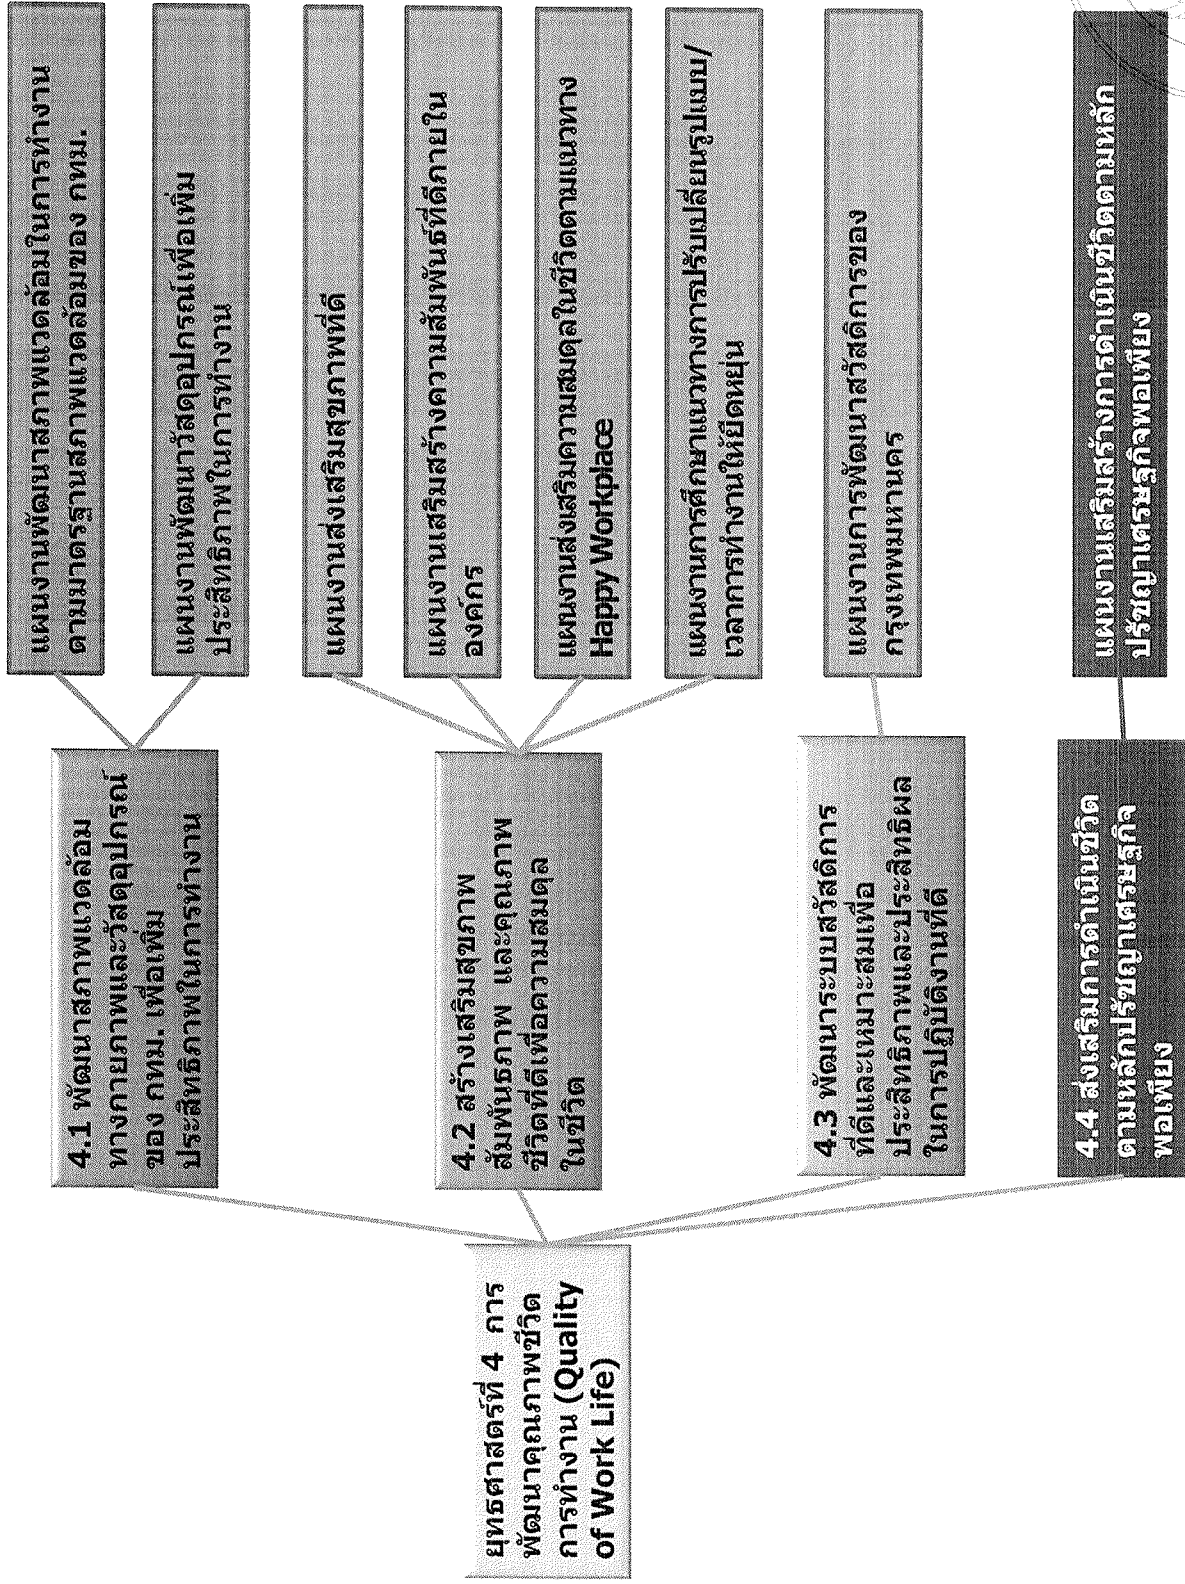 ยุทธศาสตร์ที่ 4 การ
พัฒนาคุณภาพชีวิต
การทำงาน (Quality
of Work Life)
4.1 พัฒนาสภาพแวดล้อม
ทางกายภาพและวัสดุอุปกรณ์
ของ กทม. เพื่อเพิ่ม
ประสิทธิภาพในการทำงาน
แผนงานพัฒนาสภาพแวดล้อมในการทำงาน
ตามมาตรฐานสภาพแวดล้อมของ กทม.
แผนงานพัฒนาวัสดุอุปกรณ์เพื่อเพิ่ม
ประสิทธิภาพในการทำงาน
4.2 สร้างเสริมสุขภาพ
สัมพันธภาพ และคุณภาพ
ชีวิตที่ดีเพื่อความสมดุล
ในชีวิต
แผนงานส่งเสริมสุขภาพที่ดี
แผนงานเสริมสร้างความสัมพันธ์ที่ดีภายใน
องค์กร
แผนงานส่งเสริมความสมดุลในชีวิตตามแนวทาง
Happy Workplace
แผนงานการศึกษาแนวทางการปรับเปลี่ยนรูปแบบ/
เวลาการทำงานให้ยืดหยุ่น
4.3 พัฒนาระบบสวัสดิการ
ที่ดีและเหมาะสมเพื่อ
ประสิทธิภาพและประสิทธิผล
ในการปฏิบัติงานที่ดี
แผนงานการพัฒนาสวัสดิการของ
กรุงเทพมหานคร
4.4 ส่งเสริมการดำเนินชีวิต
ตามหลักปรัชญาเศรษฐกิจ
พอเพียง
แผนงานเสริมสร้างการดำเนินชีวิตตามหลัก
ปรัชญาเศรษฐกิจพอเพียง